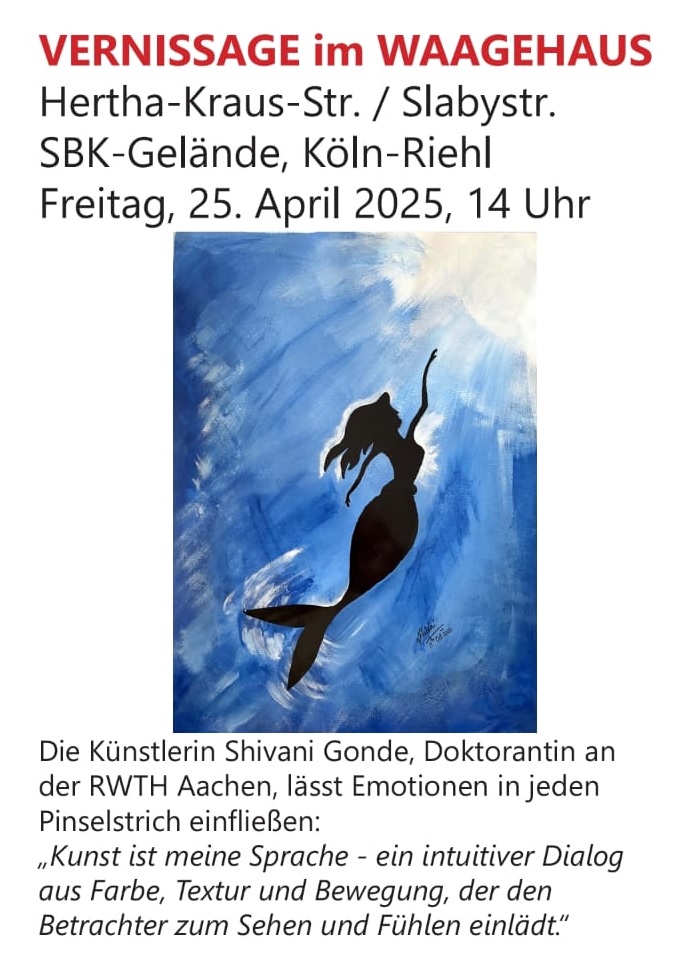 VERNISSAGE im WAAGEHAUS
Hertha-Kraus-Str. / Slabystr.
SBK-Gelände, Köln-Riehl
Freitag, 25. April 2025, 14 Uhr
Die Künstlerin Shivani Gonde, Doktorantin an
der RWTH Aachen, lässt Emotionen in jeden
Pinselstrich einfließen:
„Kunst ist meine Sprache - ein intuitiver Dialog
aus Farbe, Textur und Bewegung, der den
Betrachter zum Sehen und Fühlen einlädt.“